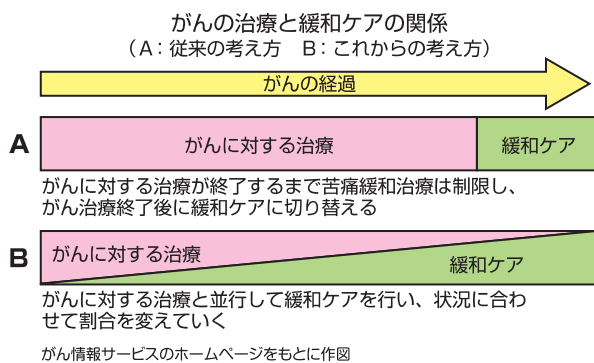 がんの治療と緩和ケアの関係
（A：従来の考え方　B：これからの考え方）
がんの経過
A
がんに対する治療
緩和ケア
がんに対する治療が終了するまで苦痛緩和治療は制限し、
がん治療終了後に緩和ケアに切り替える
B
がんに対する治療
緩和ケア
がんに対する治療と並行して緩和ケアを行い、状況に合わ
せて割合を変えていく
がん情報サービスのホームページをもとに作図